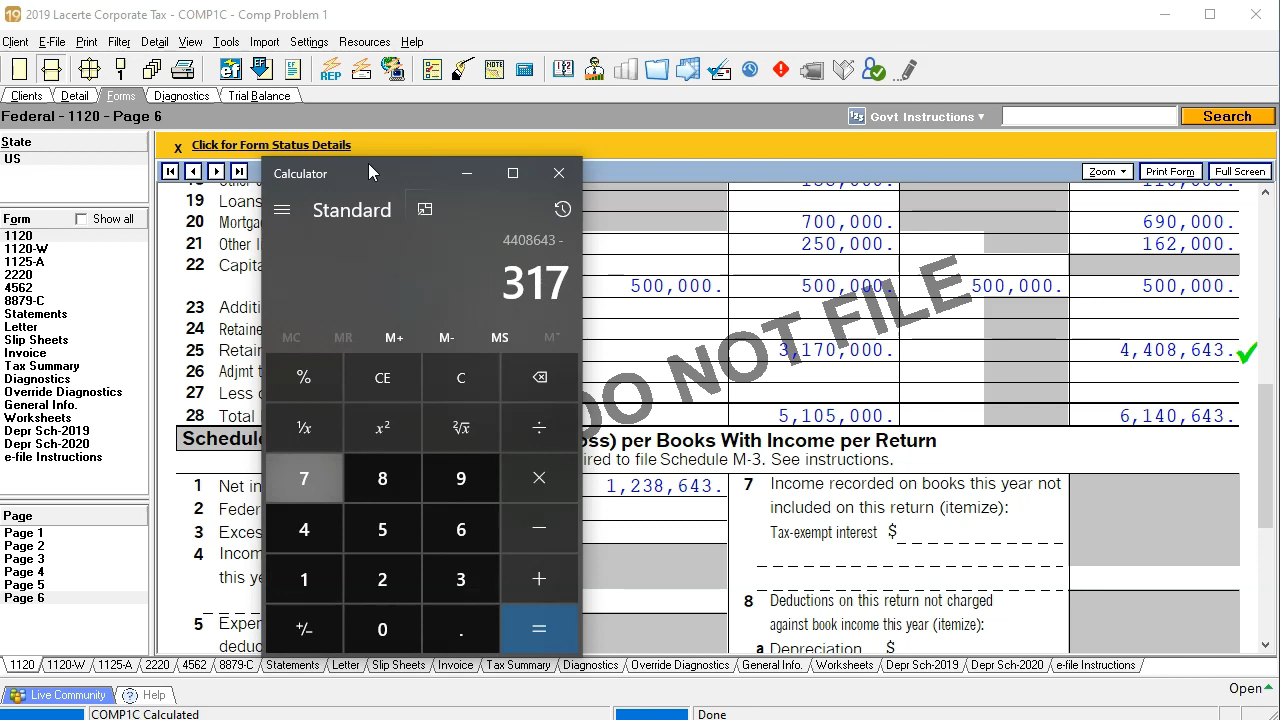 2019 Lacerte Corporate Tax - COMP1C - Comp Problem 1
Client E-File Print Filter Detail View Tools Import Settings Resources Help
Clients Detail Forms Diagnostics Trial Balance
Federal - 1120 - Page 6
Govt Instructions
Search
State
US
Form Show all
1120
1120-W
1125-A
2220
4562
8879-C
Statements
Letter
Slip Sheets
Invoice
Tax Summary
Diagnostics
Override Diagnostics
General Info.
Worksheets
Depr Sch-2019
Depr Sch-2020
e-file Instructions
Page
Page 1
Page 2
Page 3
Page 4
Page 5
Page 6
x Click for Form Status Details
Zoom Print Form Full Screen
19 Loans
20 Mortga 700,000. 690,000.
21 Other li 250,000. 162,000.
22 Capita
500,000. 500,000. 500,000. 500,000.
23 Additi
24 Retaine
25 Retain 3,170,000. 4,408,643.
26 Adjmt t
27 Less c
28 Total 5,105,000. 6,140,643.
DO NOT FILE
Schedule oss) per Books With Income per Return
ired to file Schedule M-3. See instructions.
1 Net in 1,238,643.
2 Feder
3 Exces
4 Incom
this ye
5 Exper
deduc
7 Income recorded on books this year not
included on this return (itemize):
Tax-exempt interest $
8 Deductions on this return not charged
against book income this year (itemize):
a Depreciation $
Calculator
Standard
4408643 -
317
MC MR M+ M- MS M˅
% CE C
¹/x x² ²√x ÷
7 8 9 ×
4 5 6 −
1 2 3 +
+/− 0 . =
1120 1120-W 1125-A 2220 4562 8879-C Statements Letter Slip Sheets Invoice Tax Summary Diagnostics Override Diagnostics General Info. Worksheets Depr Sch-2019 Depr Sch-2020 e-file Instructions
Live Community Help
Open
COMP1C Calculated
Done